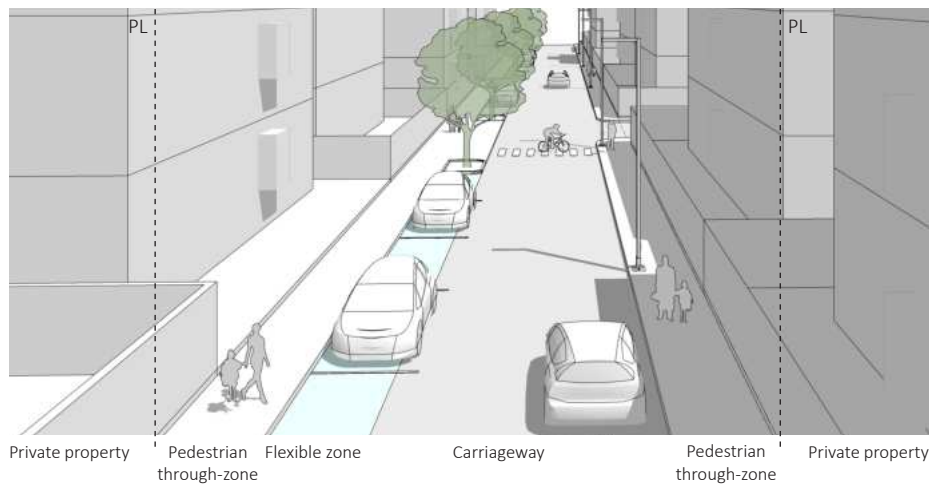 PL
PL
Private property
Pedestrian
through-zone
Flexible zone
Carriageway
Pedestrian
through-zone
Private property